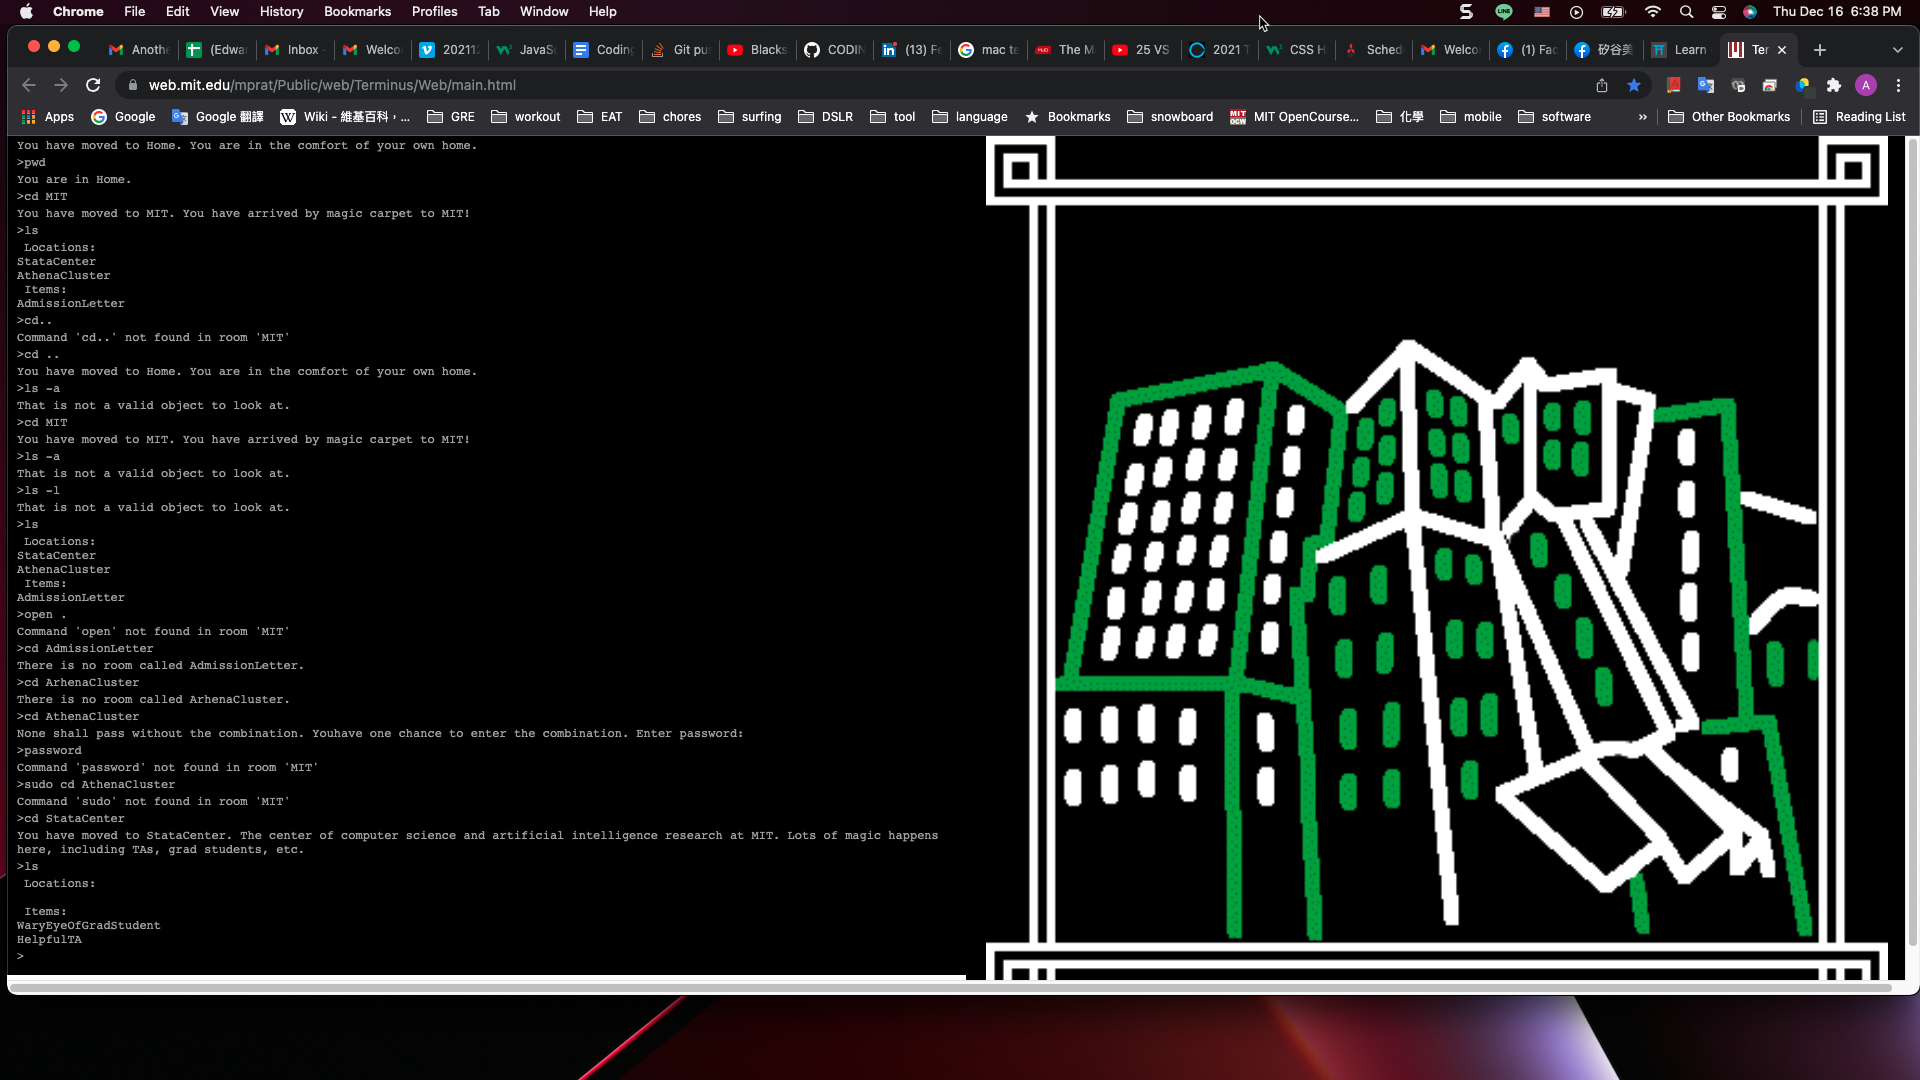 Chrome File Edit View History Bookmarks Profiles Tab Window Help Thu Dec 16 6:38 PM
Anothe (Edwar Inbox - Welco 202112 JavaSc Coding Git pus Blacks CODIN (13) Fe mac te The M 25 VS 2021 T CSS H Sched Welco (1) Fac 矽谷美 Learn Ter
web.mit.edu/mprat/Public/web/Terminus/Web/main.html A
Apps Google Google 翻譯 Wiki - 維基百科，... GRE workout EAT chores surfing DSLR tool language Bookmarks snowboard MIT OpenCourse... 化學 mobile software » Other Bookmarks Reading List
You have moved to Home. You are in the comfort of your own home.
>pwd
You are in Home.
>cd MIT
You have moved to MIT. You have arrived by magic carpet to MIT!
>ls
Locations:
StataCenter
AthenaCluster
Items:
AdmissionLetter
>cd..
Command 'cd..' not found in room 'MIT'
>cd ..
You have moved to Home. You are in the comfort of your own home.
>ls -a
That is not a valid object to look at.
>cd MIT
You have moved to MIT. You have arrived by magic carpet to MIT!
>ls -a
That is not a valid object to look at.
>ls -l
That is not a valid object to look at.
>ls
Locations:
StataCenter
AthenaCluster
Items:
AdmissionLetter
>open .
Command 'open' not found in room 'MIT'
>cd AdmissionLetter
There is no room called AdmissionLetter.
>cd ArhenaCluster
There is no room called ArhenaCluster.
>cd AthenaCluster
None shall pass without the combination. Youhave one chance to enter the combination. Enter password:
>password
Command 'password' not found in room 'MIT'
>sudo cd AthenaCluster
Command 'sudo' not found in room 'MIT'
>cd StataCenter
You have moved to StataCenter. The center of computer science and artificial intelligence research at MIT. Lots of magic happens
here, including TAs, grad students, etc.
>ls
Locations:
Items:
WaryEyeOfGradStudent
HelpfulTA
>